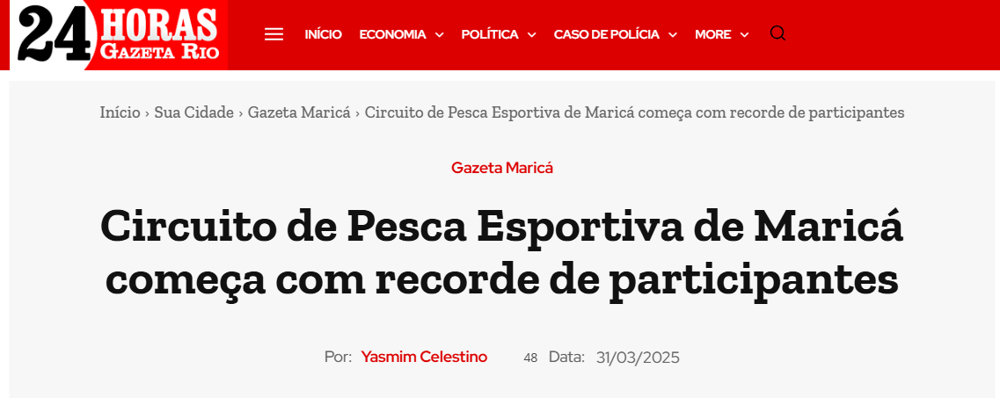 24 HORAS
GAZETA RIO
INÍCIO ECONOMIA POLÍTICA CASO DE POLÍCIA MORE
Início › Sua Cidade › Gazeta Maricá › Circuito de Pesca Esportiva de Maricá começa com recorde de participantes
Gazeta Maricá
Circuito de Pesca Esportiva de Maricá
começa com recorde de participantes
Por: Yasmim Celestino 48 Data: 31/03/2025